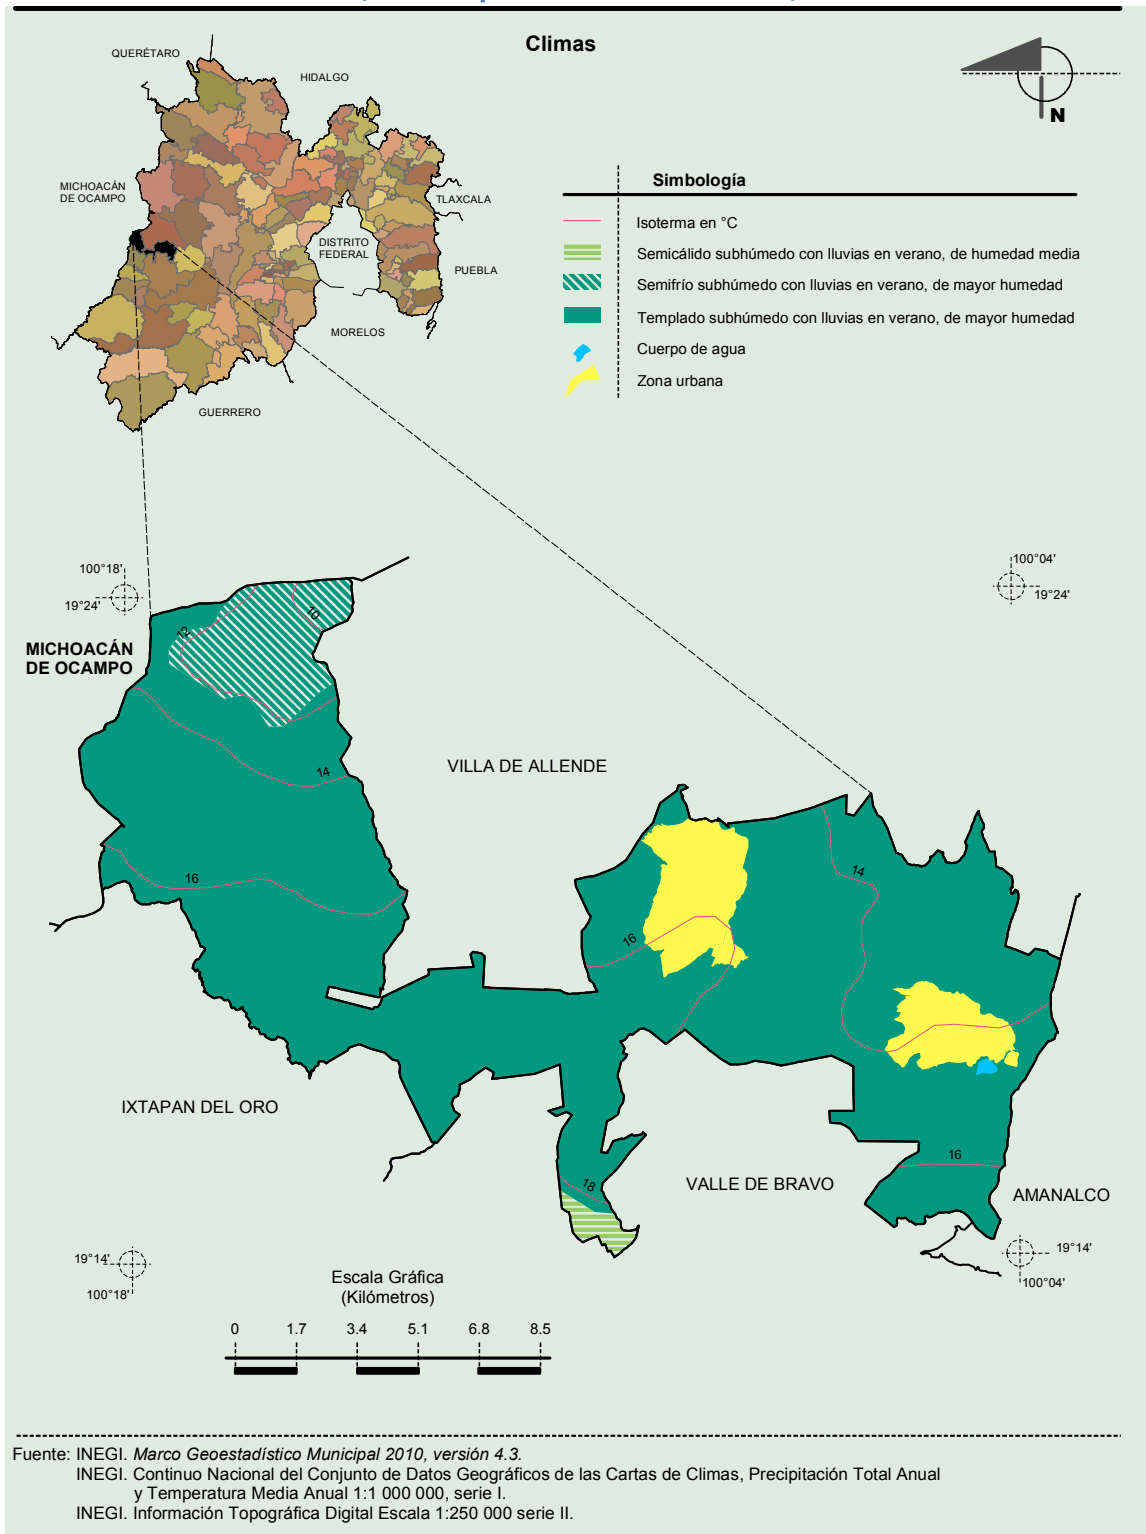 Climas
QUERÉTARO
HIDALGO
MICHOACÁN
DE OCAMPO
TLAXCALA
DISTRITO
FEDERAL
PUEBLA
MORELOS
GUERRERO
N
Simbología
Isoterma en °C
Semicálido subhúmedo con lluvias en verano, de humedad media
Semifrío subhúmedo con lluvias en verano, de mayor humedad
Templado subhúmedo con lluvias en verano, de mayor humedad
Cuerpo de agua
Zona urbana
100°18'
19°24'
100°04'
19°24'
MICHOACÁN
DE OCAMPO
12
10
14
VILLA DE ALLENDE
16
14
16
IXTAPAN DEL ORO
16
18
VALLE DE BRAVO
AMANALCO
19°14'
100°18'
19°14'
100°04'
Escala Gráfica
(Kilómetros)
0 1.7 3.4 5.1 6.8 8.5
Fuente: INEGI. Marco Geoestadístico Municipal 2010, versión 4.3.
INEGI. Continuo Nacional del Conjunto de Datos Geográficos de las Cartas de Climas, Precipitación Total Anual
y Temperatura Media Anual 1:1 000 000, serie I.
INEGI. Información Topográfica Digital Escala 1:250 000 serie II.